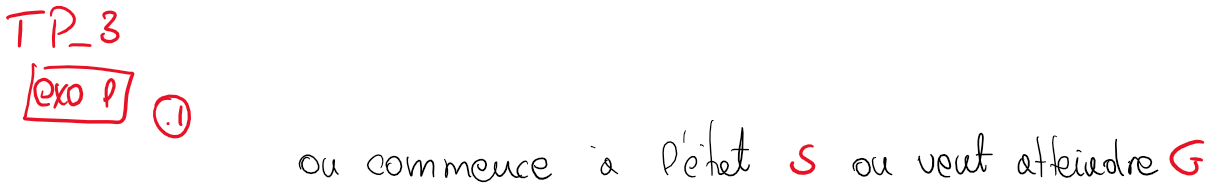 TP_3
exo 1
.1
on commence à l'état S on veut atteindre G